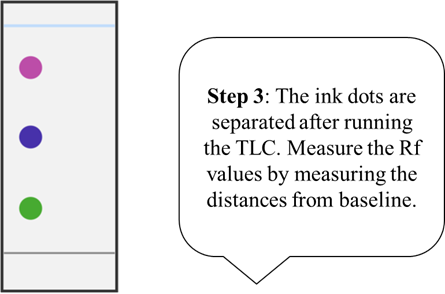 Step 3: The ink dots are
separated after running
the TLC. Measure the Rf
values by measuring the
distances from baseline.